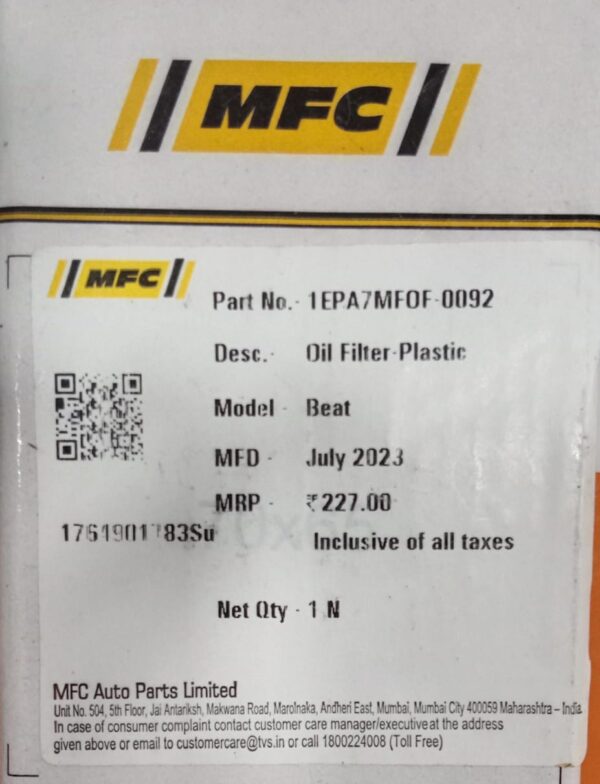 MFC
MFC
Part No.- 1EPA7MFOF-0092
Desc.- Oil Filter-Plastic
Model - Beat
MFD - July 2023
MRP - ₹227.00
Inclusive of all taxes
Net Qty - 1 N
MFC Auto Parts Limited
Unit No. 504, 5th Floor, Jai Antariksh, Makwana Road, Marolnaka, Andheri East, Mumbai, Mumbai City 400059 Maharashtra – India
In case of consumer complaint contact customer care manager/executive at the address
given above or email to customercare@tvs.in or call 1800224008 (Toll Free)